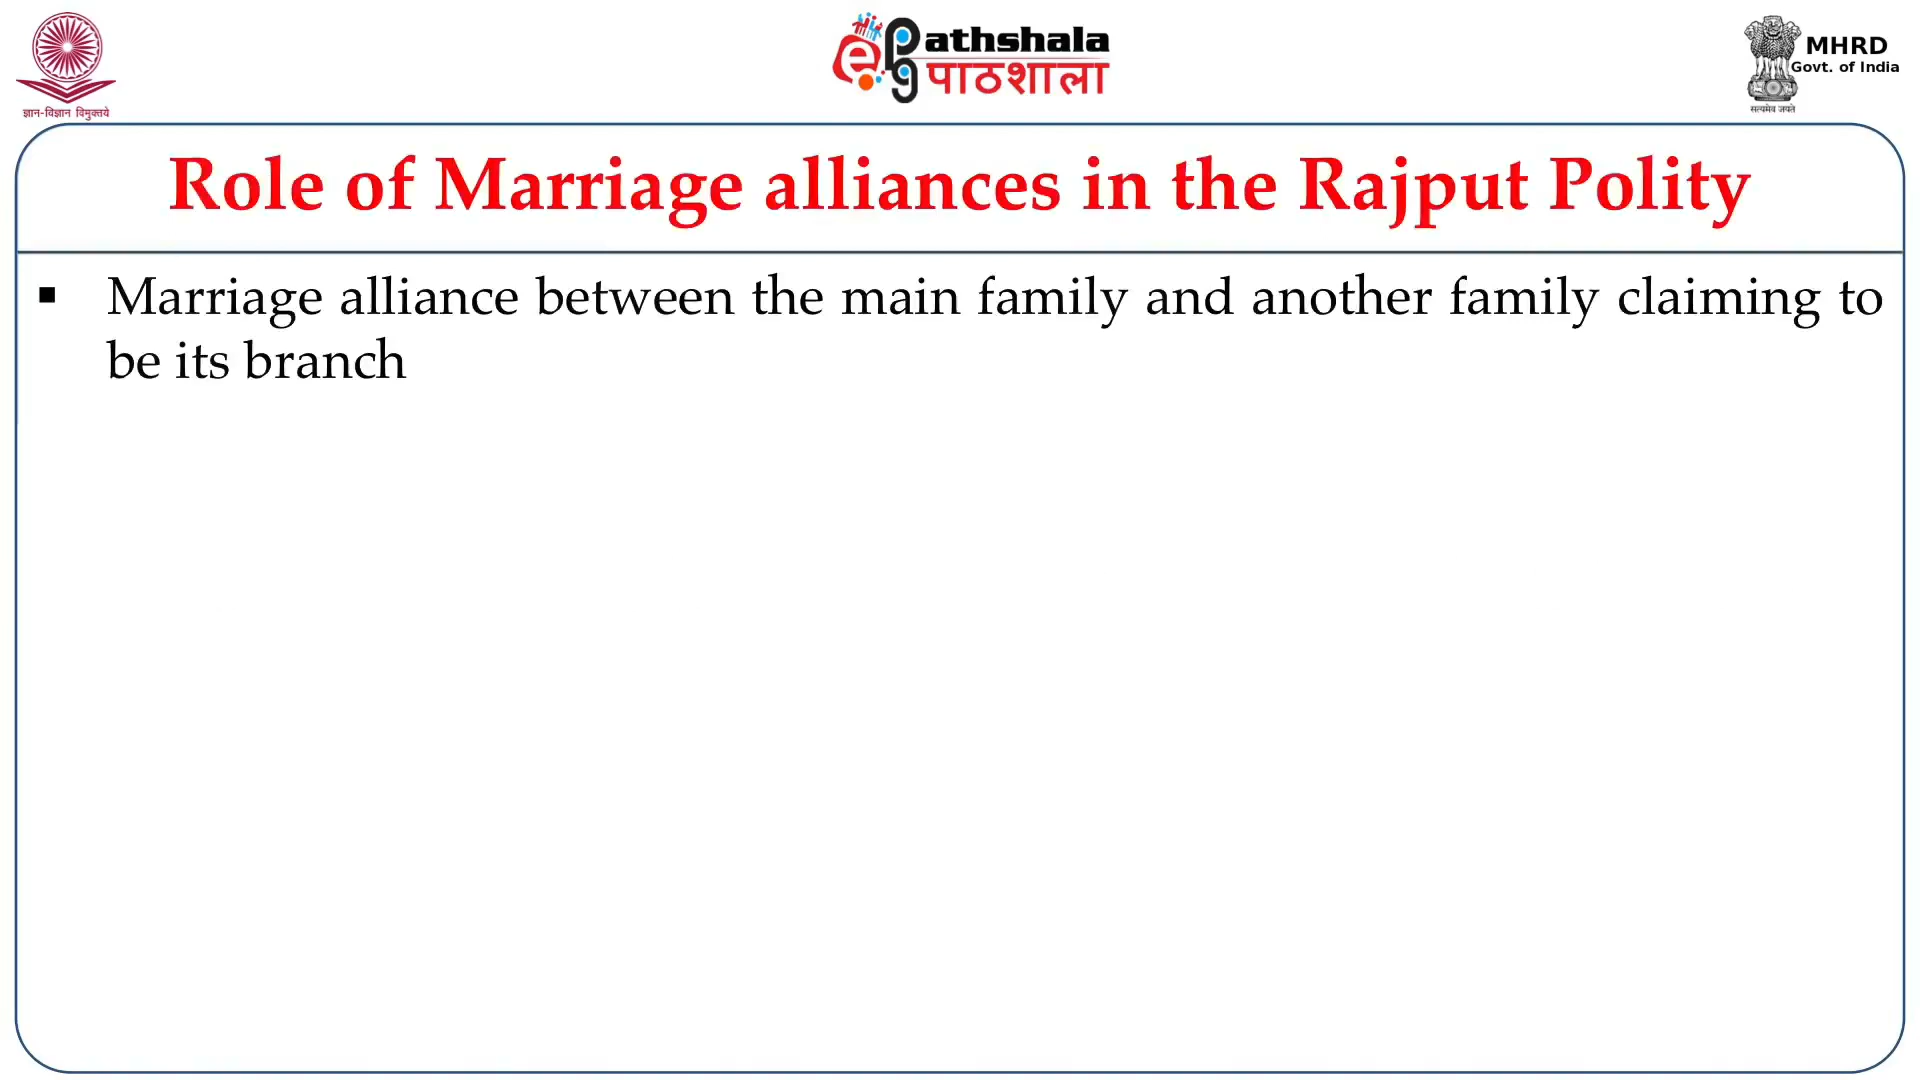 ज्ञान-विज्ञान विमुक्तये
ePathshala
पाठशाला
MHRD
Govt. of India
सत्यमेव जयते
Role of Marriage alliances in the Rajput Polity
▪ Marriage alliance between the main family and another family claiming to
be its branch